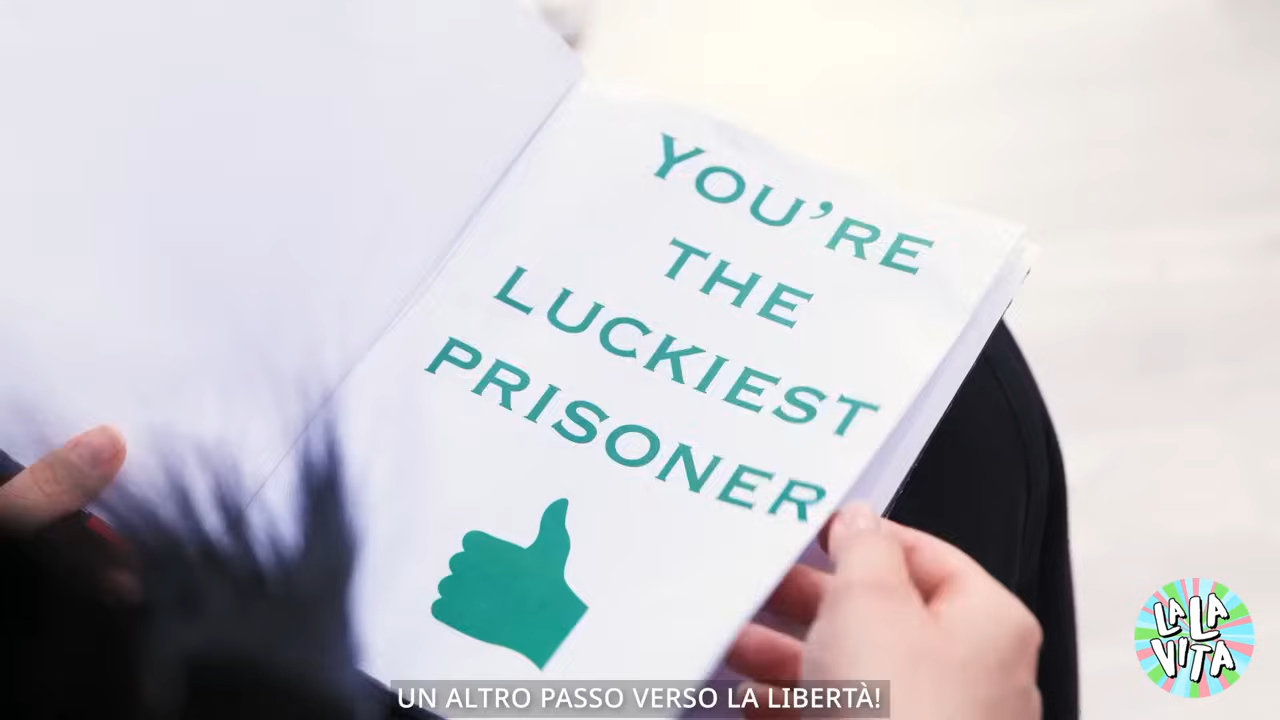 YOU'RE
THE
LUCKIEST
PRISONER
LA LA
VITA
UN ALTRO PASSO VERSO LA LIBERTÀ!